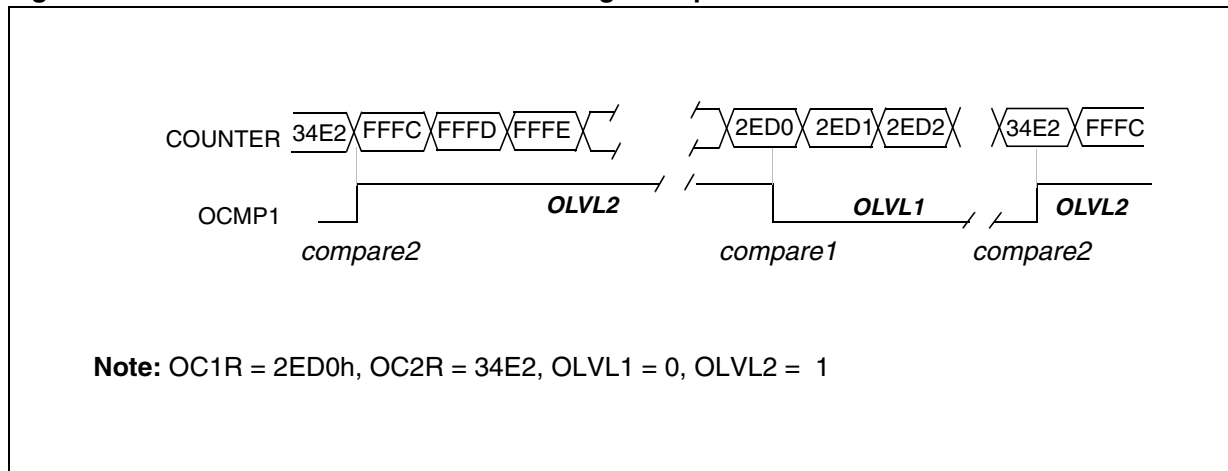 COUNTER 34E2 FFFC FFFD FFFE 2ED0 2ED1 2ED2 34E2 FFFC
OCMP1 OLVL2 OLVL1 OLVL2
compare2 compare1 compare2
Note: OC1R = 2ED0h, OC2R = 34E2, OLVL1 = 0, OLVL2 = 1